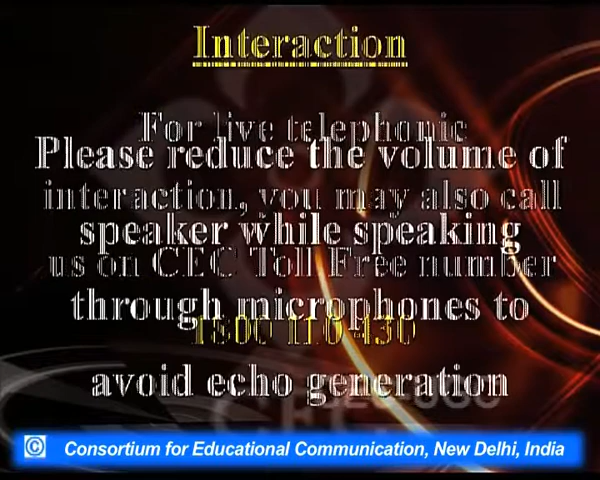 Interaction
For live telephonic
Please reduce the volume of
interaction, you may also call
speaker while speaking
us on CEC Toll Free number
through microphones to
1800 110 430
avoid echo generation
© Consortium for Educational Communication, New Delhi, India